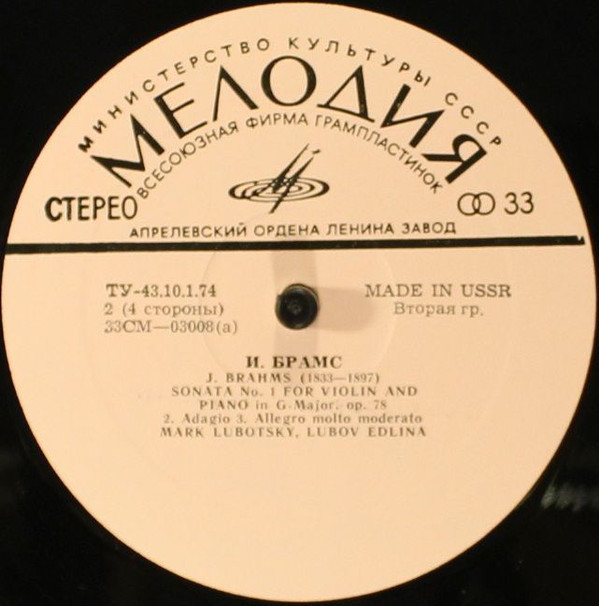 МИНИСТЕРСТВО КУЛЬТУРЫ СССР
МЕЛОДИЯ
ВСЕСОЮЗНАЯ ФИРМА ГРАМПЛАСТИНОК
СТЕРЕО
33
АПРЕЛЕВСКИЙ ОРДЕНА ЛЕНИНА ЗАВОД
ТУ-43.10.1.74
2 (4 стороны)
33СМ—03008(а)
MADE IN USSR
Вторая гр.
И. БРАМС
J. BRAHMS (1833—1897)
SONATA No. 1 FOR VIOLIN AND
PIANO in G-Major. op. 78
2. Adagio 3. Allegro molto moderato
MARK LUBOTSKY, LUBOV EDLINA